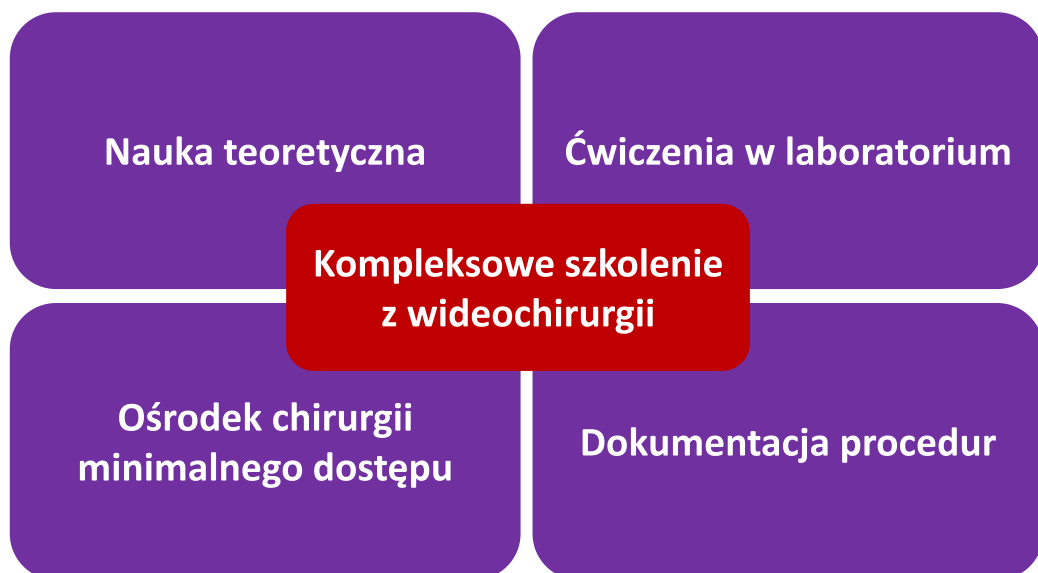 Nauka teoretyczna
Ćwiczenia w laboratorium
Kompleksowe szkolenie
z wideochirurgii
Ośrodek chirurgii
minimalnego dostępu
Dokumentacja procedur